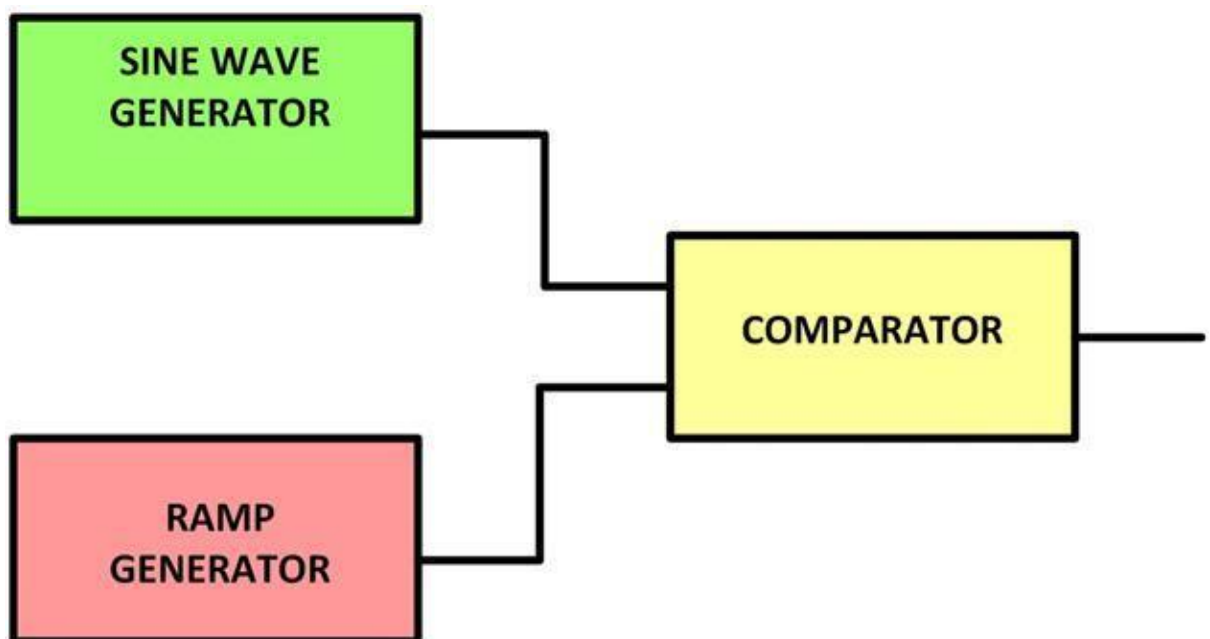 SINE WAVE
GENERATOR
COMPARATOR
RAMP
GENERATOR